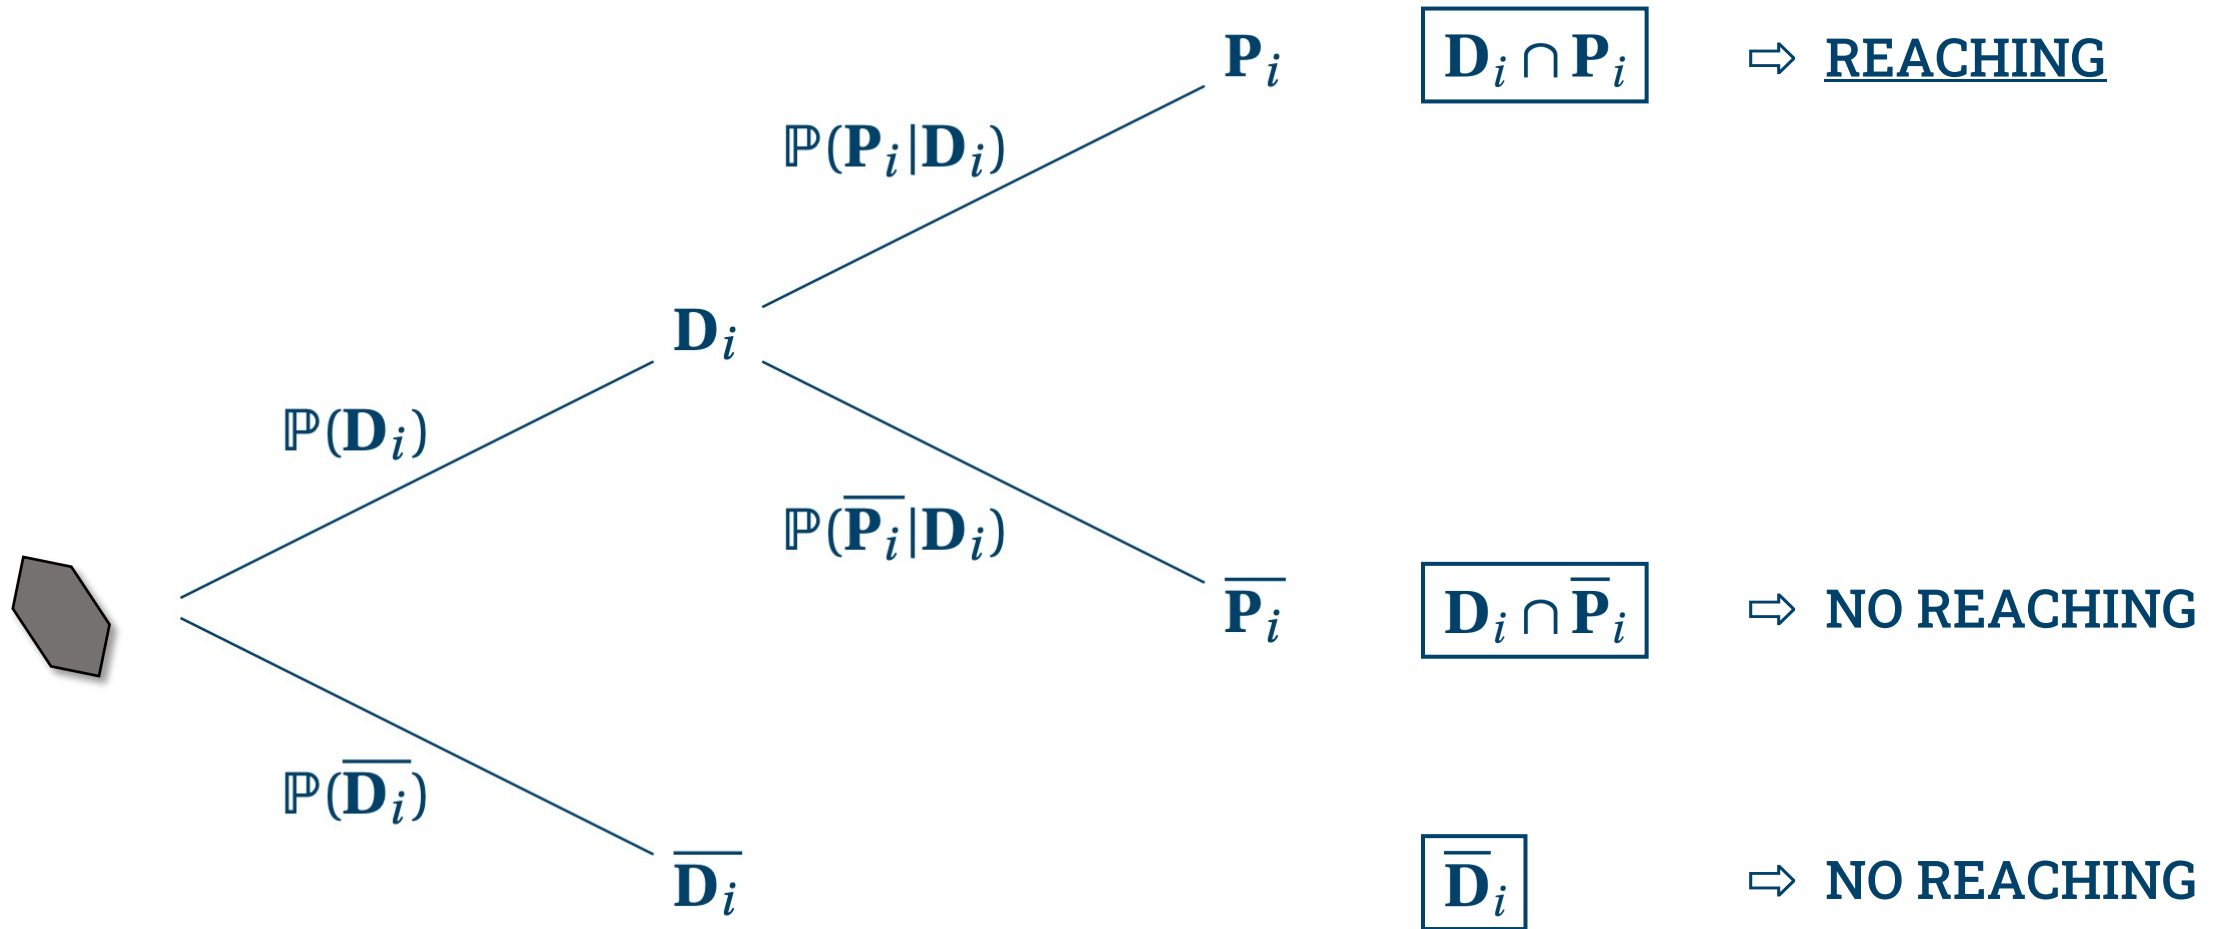 𝐏ᵢ
𝐃ᵢ ∩ 𝐏ᵢ
⇨ REACHING
ℙ(𝐏ᵢ|𝐃ᵢ)
𝐃ᵢ
ℙ(𝐃ᵢ)
ℙ(P̅ᵢ|𝐃ᵢ)
P̅ᵢ
𝐃ᵢ ∩ P̅ᵢ
⇨ NO REACHING
ℙ(D̅ᵢ)
D̅ᵢ
D̅ᵢ
⇨ NO REACHING